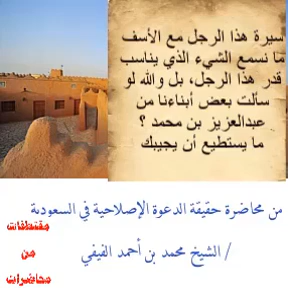 سيرة هذا الرجل مع الأسف
ما نسمع الشيء الذي يناسب
قدر هذا الرجل، بل والله لو
سألت بعض أبناءنا من
عبدالعزيز بن محمد ؟
ما يستطيع أن يجيبك
من محاضرة حقيقة الدعوة الإصلاحية في السعودية
الشيخ محمد بن أحمد الفيفي /
مقتطفات
من
محاضرات